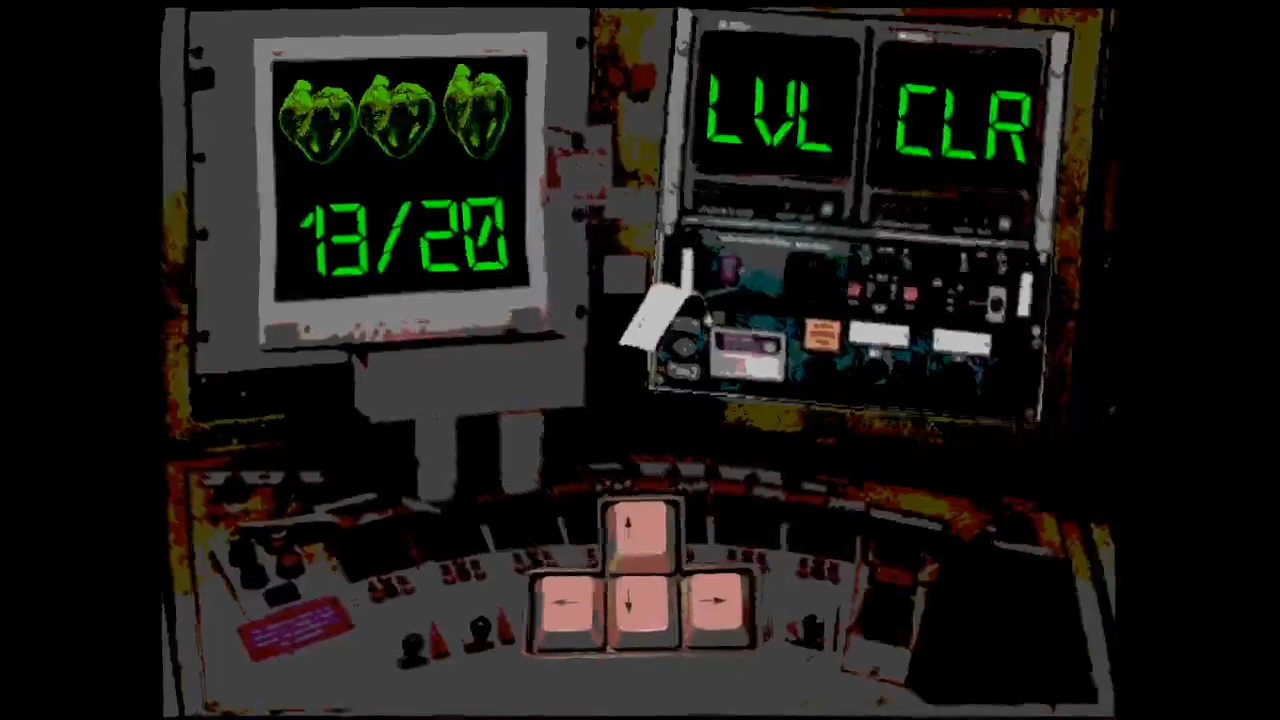 13/20
LVL CLR
↑
← ↓ →